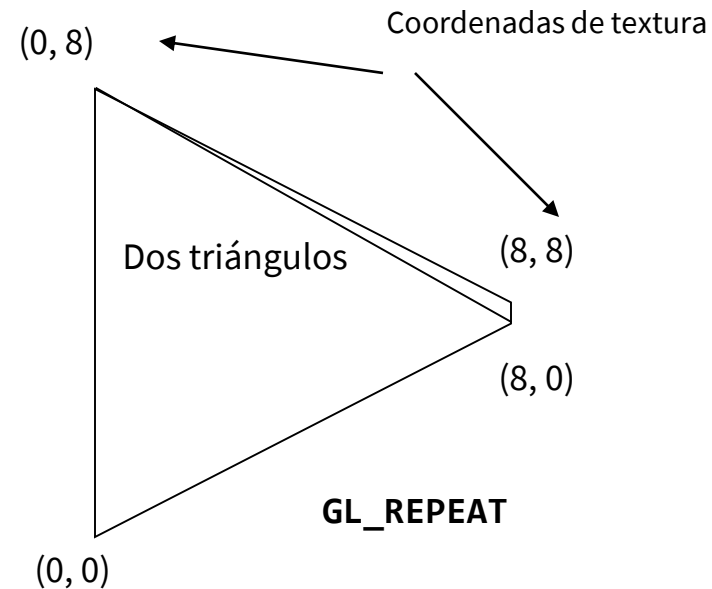 Coordenadas de textura
(0, 8)
(8, 8)
Dos triángulos
(8, 0)
GL_REPEAT
(0, 0)